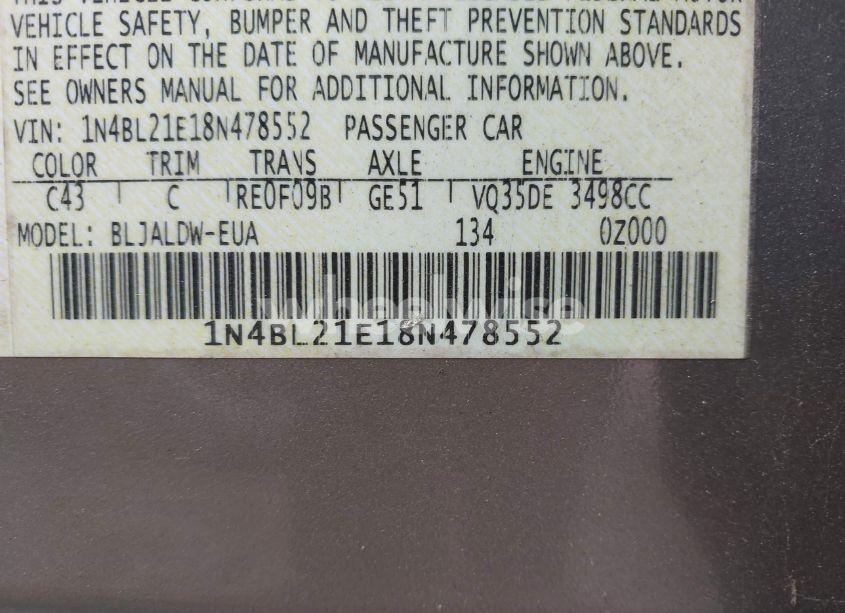 VEHICLE SAFETY, BUMPER AND THEFT PREVENTION STANDARDS
IN EFFECT ON THE DATE OF MANUFACTURE SHOWN ABOVE.
SEE OWNERS MANUAL FOR ADDITIONAL INFORMATION.
VIN: 1N4BL21E18N478552 PASSENGER CAR
COLOR TRIM TRANS AXLE ENGINE
C43 C RE0F09B GE51 VQ35DE 3498CC
MODEL: BLJALDW-EUA 134 0Z000
wheelwise
1N4BL21E18N478552